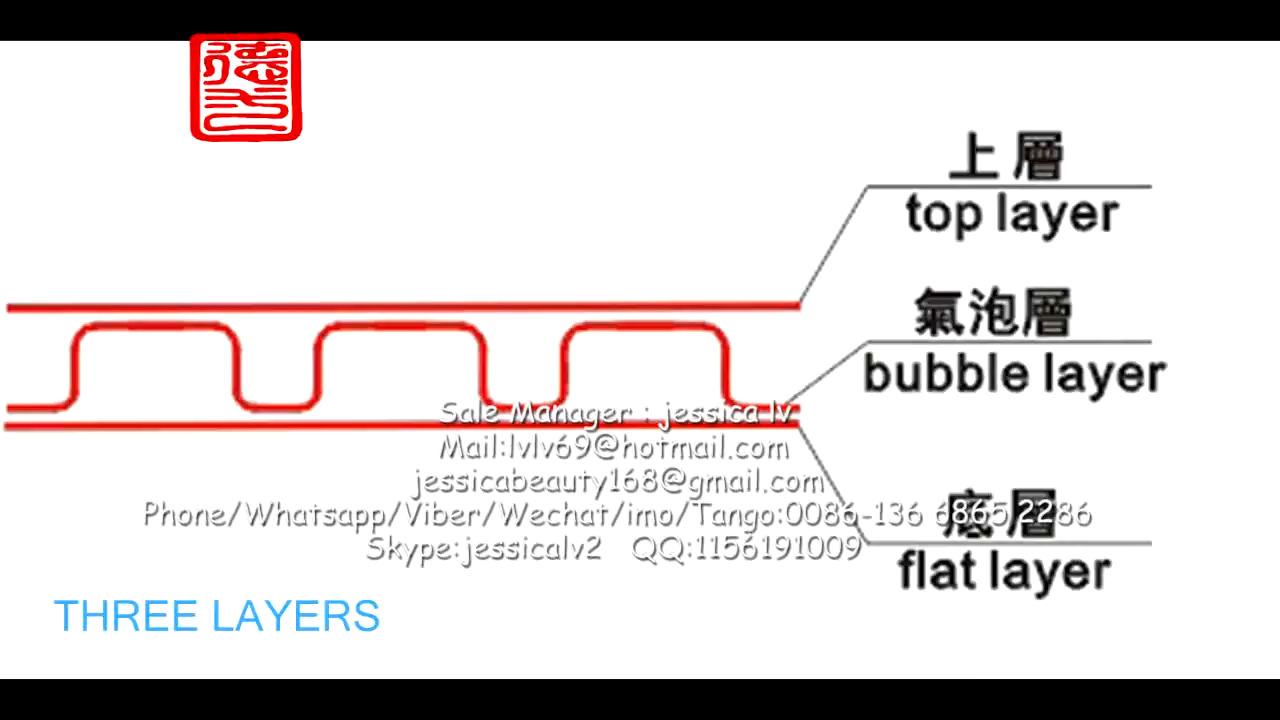 上層
top layer
氣泡層
bubble layer
Sale Manager : jessica lv
Mail:lvlv69@hotmail.com
jessicabeauty168@gmail.com
Phone/Whatsapp/Viber/Wechat/imo/Tango:0086-136 6865 2286
底層
Skype:jessicalv2 QQ:1156191009
flat layer
THREE LAYERS